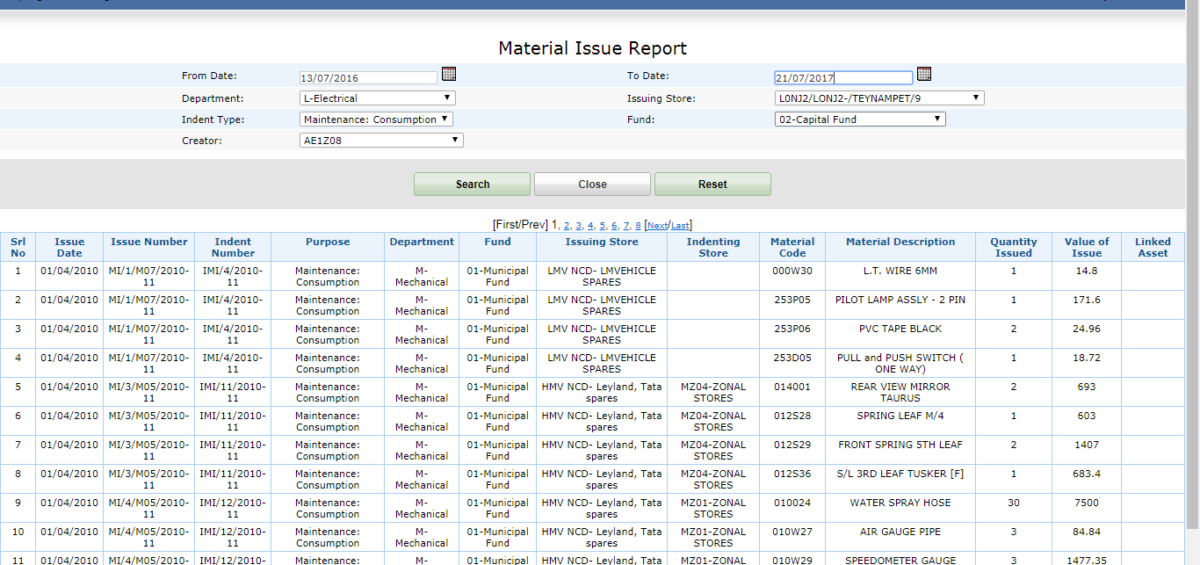 Material Issue Report
From Date: 13/07/2016 To Date: 21/07/2017
Department: L-Electrical Issuing Store: L0NJ2/LONJ2-/TEYNAMPET/9
Indent Type: Maintenance: Consumption Fund: 02-Capital Fund
Creator: AE1Z08
Search Close Reset
[First/Prev] 1, 2, 3, 4, 5, 6, 7, 8 [Next/Last]
Srl Issue Issue Number Indent Purpose Department Fund Issuing Store Indenting Material Material Description Quantity Value of Linked
No Date Number Store Code Issued Issue Asset
1 01/04/2010 MI/1/M07/2010- IMI/4/2010- Maintenance: M- 01-Municipal LMV NCD- LMVEHICLE 000W30 L.T. WIRE 6MM 1 14.8
11 11 Consumption Mechanical Fund SPARES
2 01/04/2010 MI/1/M07/2010- IMI/4/2010- Maintenance: M- 01-Municipal LMV NCD- LMVEHICLE 253P05 PILOT LAMP ASSLY - 2 PIN 1 171.6
11 11 Consumption Mechanical Fund SPARES
3 01/04/2010 MI/1/M07/2010- IMI/4/2010- Maintenance: M- 01-Municipal LMV NCD- LMVEHICLE 253P06 PVC TAPE BLACK 2 24.96
11 11 Consumption Mechanical Fund SPARES
4 01/04/2010 MI/1/M07/2010- IMI/4/2010- Maintenance: M- 01-Municipal LMV NCD- LMVEHICLE 253D05 PULL and PUSH SWITCH ( 1 18.72
11 11 Consumption Mechanical Fund SPARES ONE WAY)
5 01/04/2010 MI/3/M05/2010- IMI/11/2010- Maintenance: M- 01-Municipal HMV NCD- Leyland, Tata MZ04-ZONAL 014001 REAR VIEW MIRROR 2 693
11 11 Consumption Mechanical Fund spares STORES TAURUS
6 01/04/2010 MI/3/M05/2010- IMI/11/2010- Maintenance: M- 01-Municipal HMV NCD- Leyland, Tata MZ04-ZONAL 012S28 SPRING LEAF M/4 1 603
11 11 Consumption Mechanical Fund spares STORES
7 01/04/2010 MI/3/M05/2010- IMI/11/2010- Maintenance: M- 01-Municipal HMV NCD- Leyland, Tata MZ04-ZONAL 012S29 FRONT SPRING 5TH LEAF 2 1407
11 11 Consumption Mechanical Fund spares STORES
8 01/04/2010 MI/3/M05/2010- IMI/11/2010- Maintenance: M- 01-Municipal HMV NCD- Leyland, Tata MZ04-ZONAL 012S36 S/L 3RD LEAF TUSKER [F] 1 683.4
11 11 Consumption Mechanical Fund spares STORES
9 01/04/2010 MI/4/M05/2010- IMI/12/2010- Maintenance: M- 01-Municipal HMV NCD- Leyland, Tata MZ01-ZONAL 010024 WATER SPRAY HOSE 30 7500
11 11 Consumption Mechanical Fund spares STORES
10 01/04/2010 MI/4/M05/2010- IMI/12/2010- Maintenance: M- 01-Municipal HMV NCD- Leyland, Tata MZ01-ZONAL 010W27 AIR GAUGE PIPE 3 84.84
11 11 Consumption Mechanical Fund spares STORES
11 01/04/2010 MI/4/M05/2010- IMI/12/2010- Maintenance: M- 01-Municipal HMV NCD- Leyland, Tata MZ01-ZONAL 010W29 SPEEDOMETER GAUGE 3 1477.35